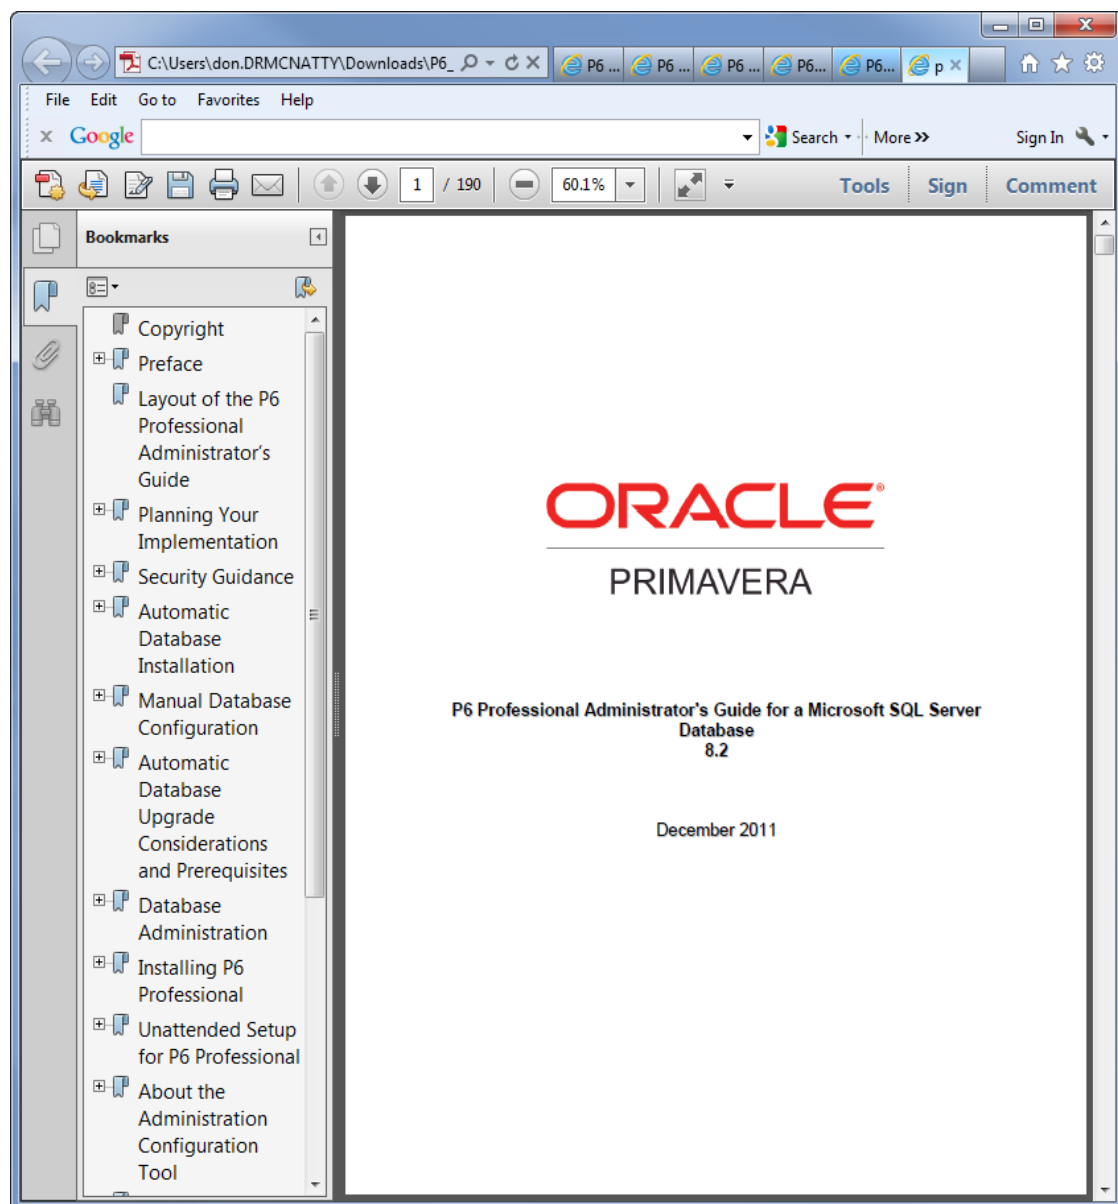 C:\Users\don.DRMCNATTY\Downloads\P6_
P6 ...
P6 ...
P6 ...
P6...
P6...
p
File Edit Go to Favorites Help
x Google
Search
More >>
Sign In
1 / 190
60.1%
Tools Sign Comment
Bookmarks
Copyright
Preface
Layout of the P6
Professional
Administrator's
Guide
Planning Your
Implementation
Security Guidance
Automatic
Database
Installation
Manual Database
Configuration
Automatic
Database
Upgrade
Considerations
and Prerequisites
Database
Administration
Installing P6
Professional
Unattended Setup
for P6 Professional
About the
Administration
Configuration
Tool
ORACLE®
PRIMAVERA
P6 Professional Administrator's Guide for a Microsoft SQL Server
Database
8.2
December 2011